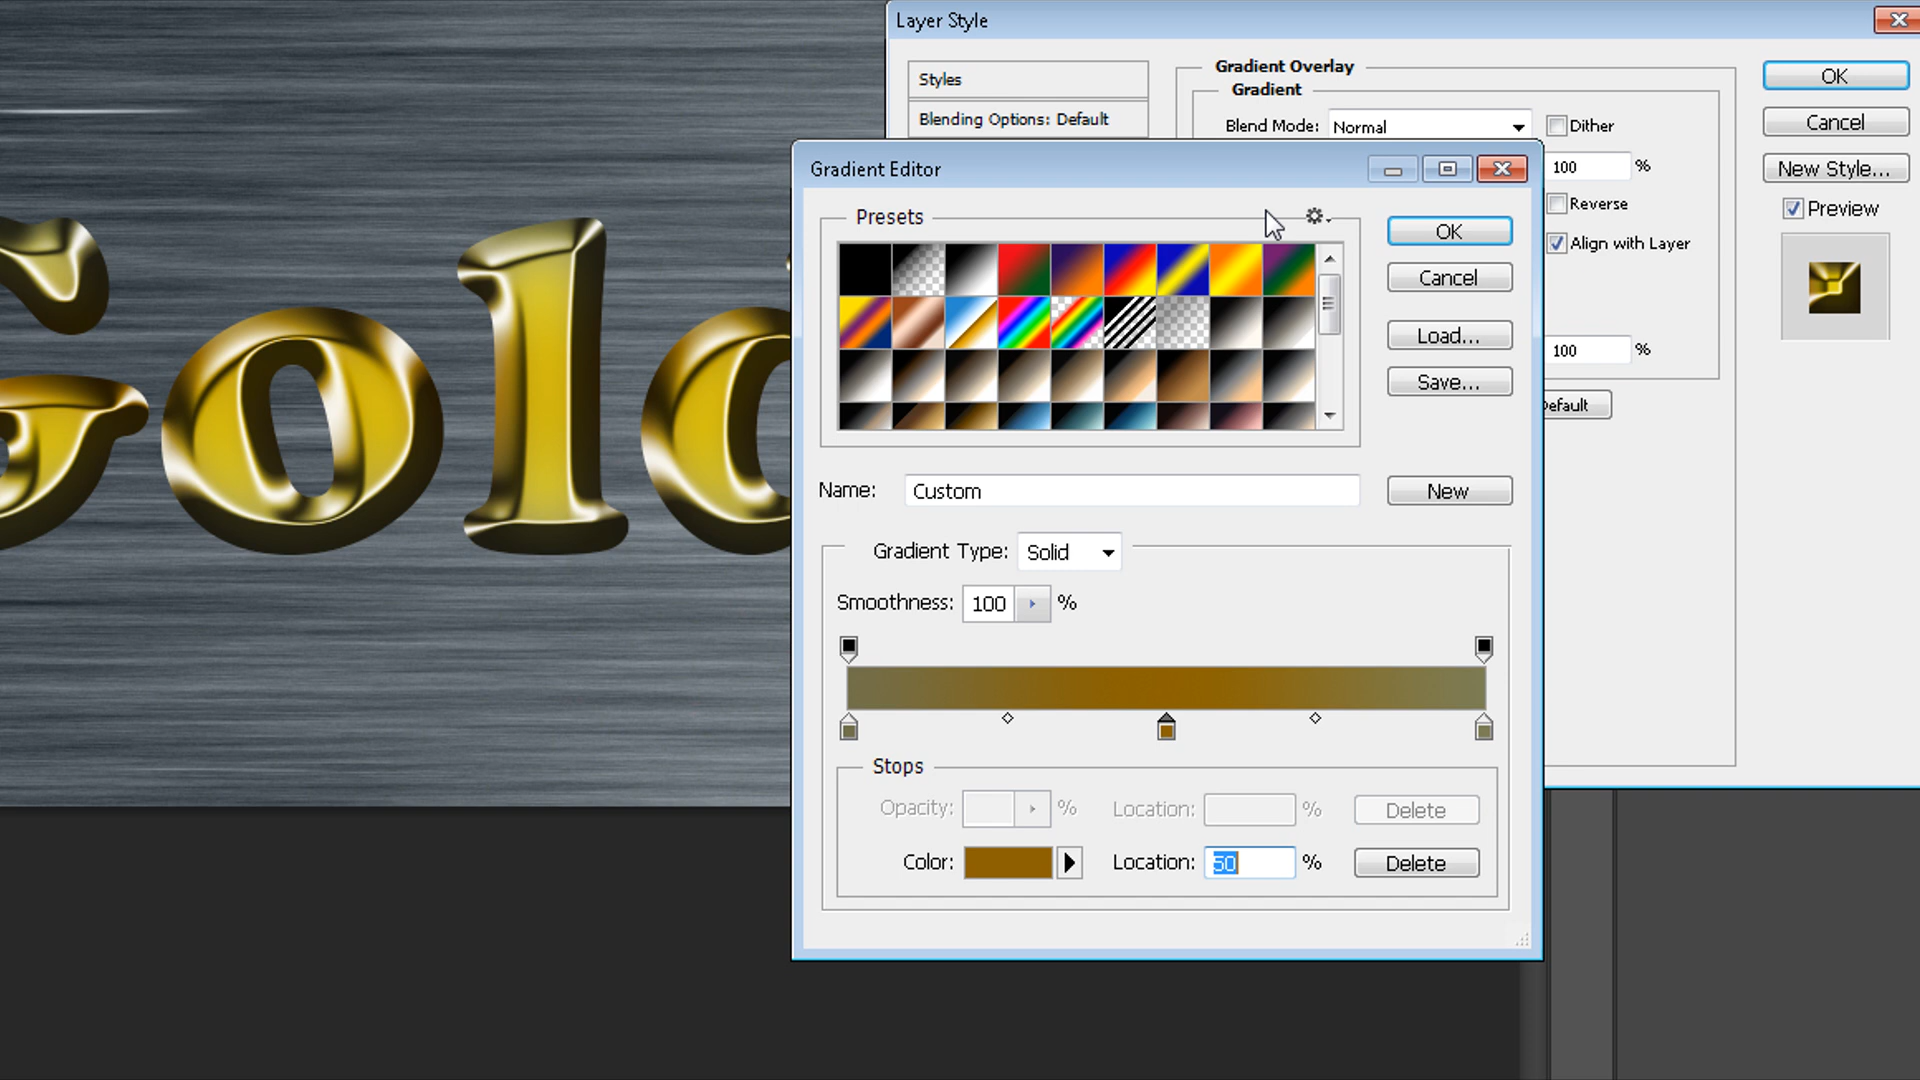 Layer Style
Styles
Blending Options: Default
Gradient Overlay
Gradient
Blend Mode: Normal
Dither
100 %
Reverse
Align with Layer
100 %
OK
Cancel
New Style...
Preview
Gradient Editor
Presets
OK
Cancel
Load...
Save...
Name: Custom
New
Gradient Type: Solid
Smoothness: 100 %
Stops
Opacity: % Location: % Delete
Color: Location: 50 % Delete
Gol